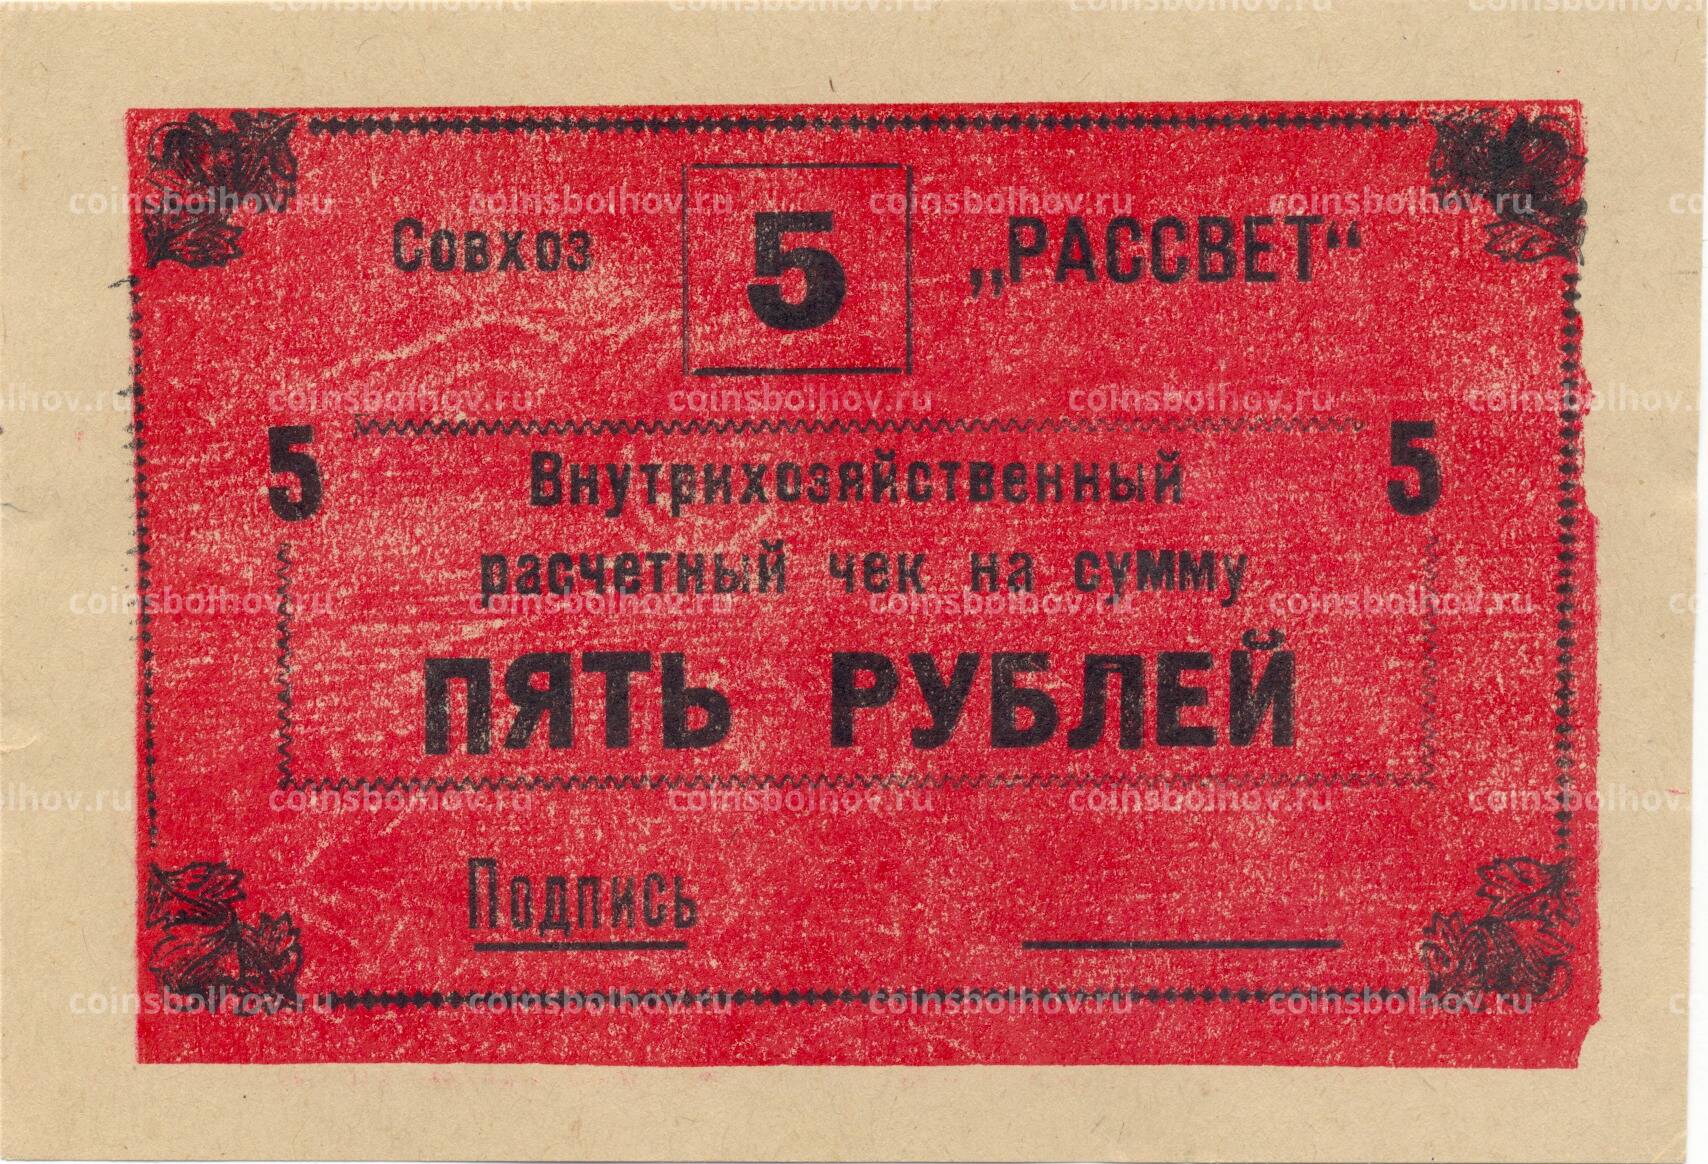 Совхоз 5 „РАССВЕТ“
5 5
Внутрихозяйственный
расчетный чек на сумму
ПЯТЬ РУБЛЕЙ
Подпись
coinsbolhov.ru